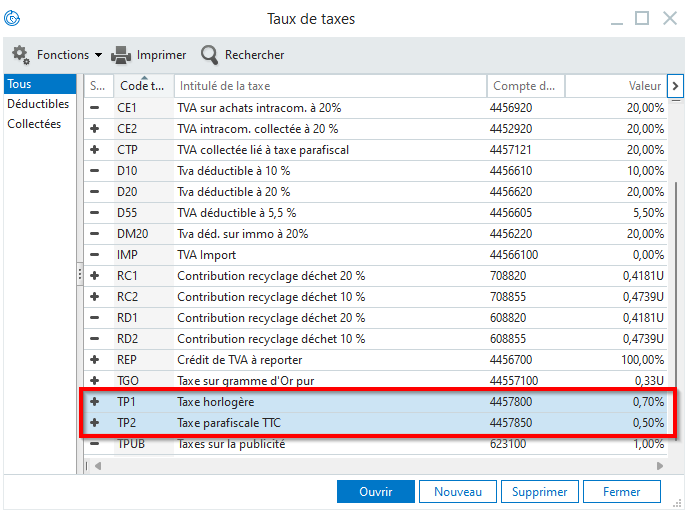 Taux de taxes
Fonctions Imprimer Rechercher
Tous
Déductibles
Collectées
S... Code t... Intitulé de la taxe Compte d... Valeur
CE1 TVA sur achats intracom. à 20% 4456920 20,00%
CE2 TVA intracom. collectée à 20 % 4452920 20,00%
CTP TVA collectée lié à taxe parafiscal 4457121 20,00%
D10 Tva déductible à 10 % 4456610 10,00%
D20 Tva déductible à 20 % 4456620 20,00%
D55 TVA déductible à 5,5 % 4456605 5,50%
DM20 Tva déd. sur immo à 20% 4456220 20,00%
IMP TVA Import 44566100 0,00%
RC1 Contribution recyclage déchet 20 % 708820 0,4181U
RC2 Contribution recyclage déchet 10 % 708855 0,4739U
RD1 Contribution recyclage déchet 20 % 608820 0,4181U
RD2 Contribution recyclage déchet 10 % 608855 0,4739U
REP Crédit de TVA à reporter 4456700 100,00%
TGO Taxe sur gramme d'Or pur 44557100 0,33U
TP1 Taxe horlogère 4457800 0,70%
TP2 Taxe parafiscale TTC 4457850 0,50%
TPUB Taxes sur la publicité 623100 1,00%
Ouvrir Nouveau Supprimer Fermer